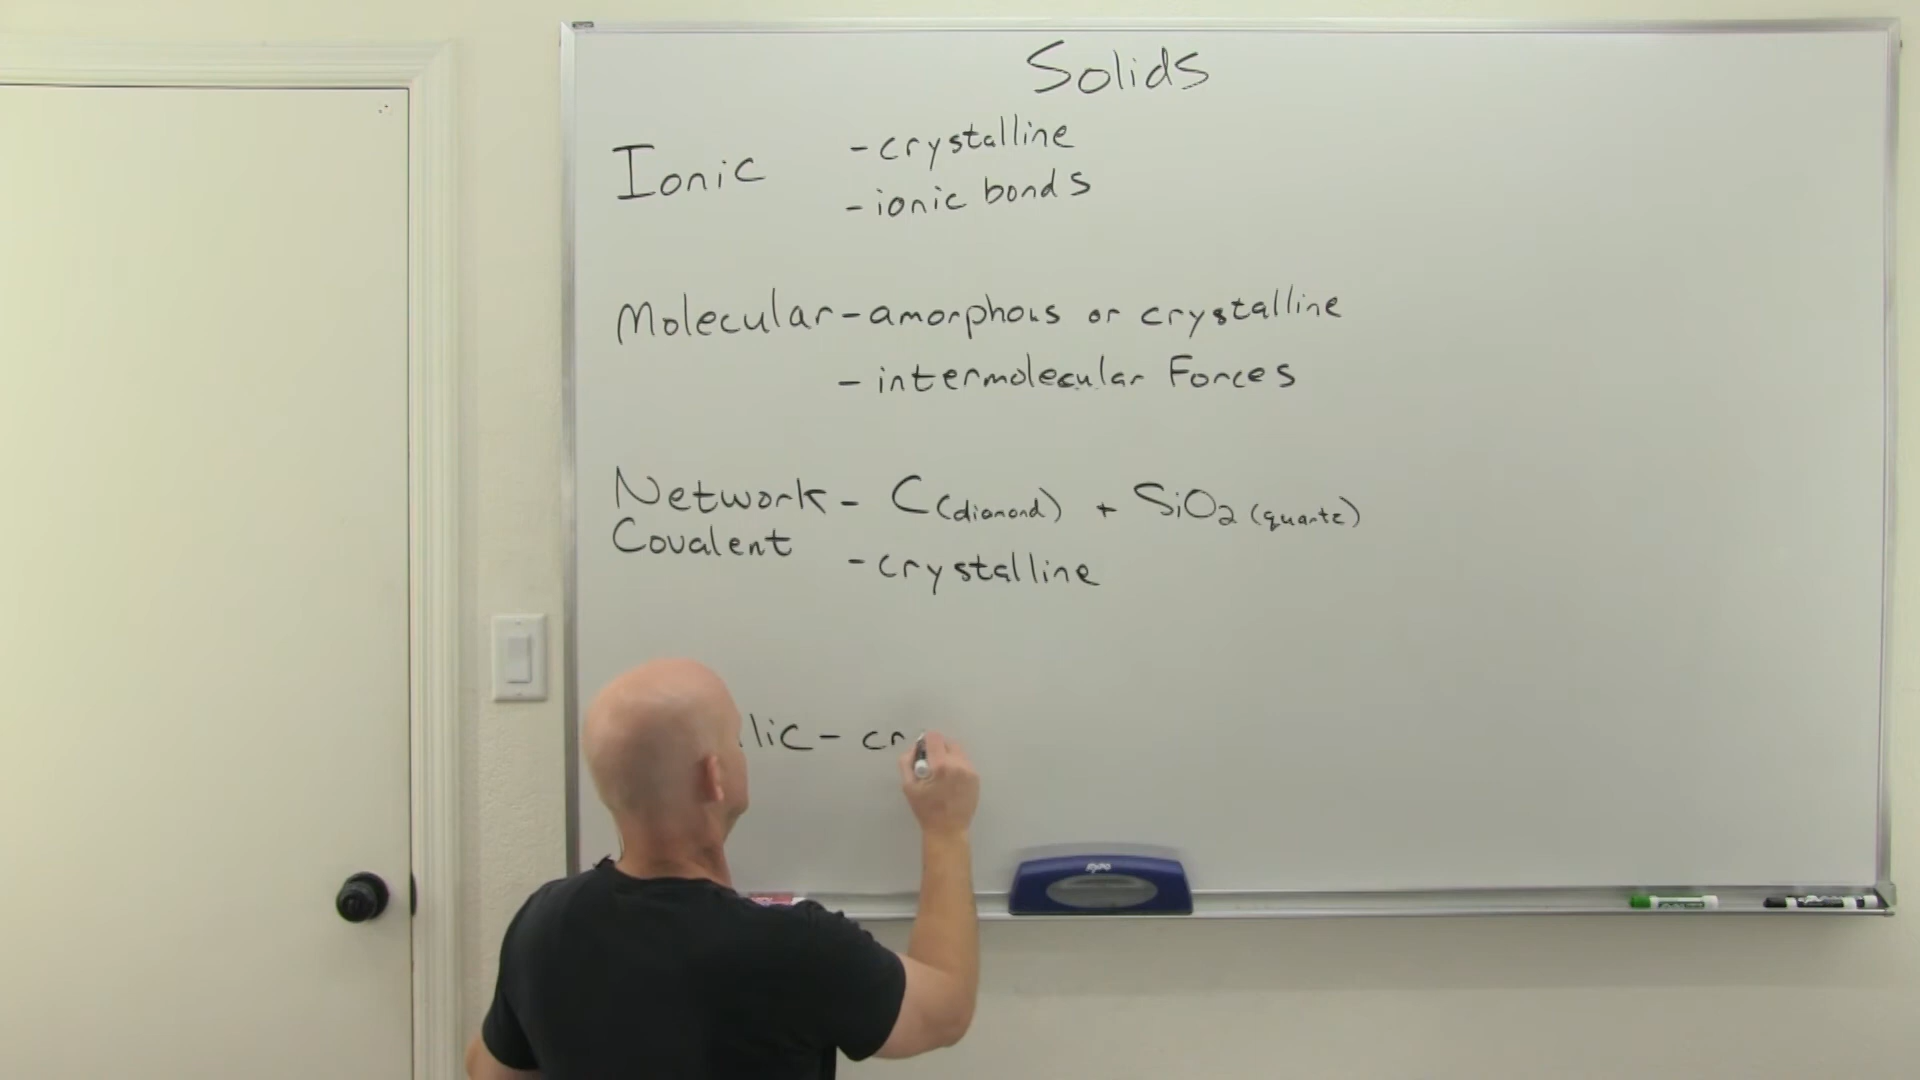 Solids
Ionic - crystalline
- ionic bonds
Molecular - amorphous or crystalline
- intermolecular Forces
Network - C (diamond) + SiO2 (quartz)
Covalent
- crystalline
lic - cr
EXPO